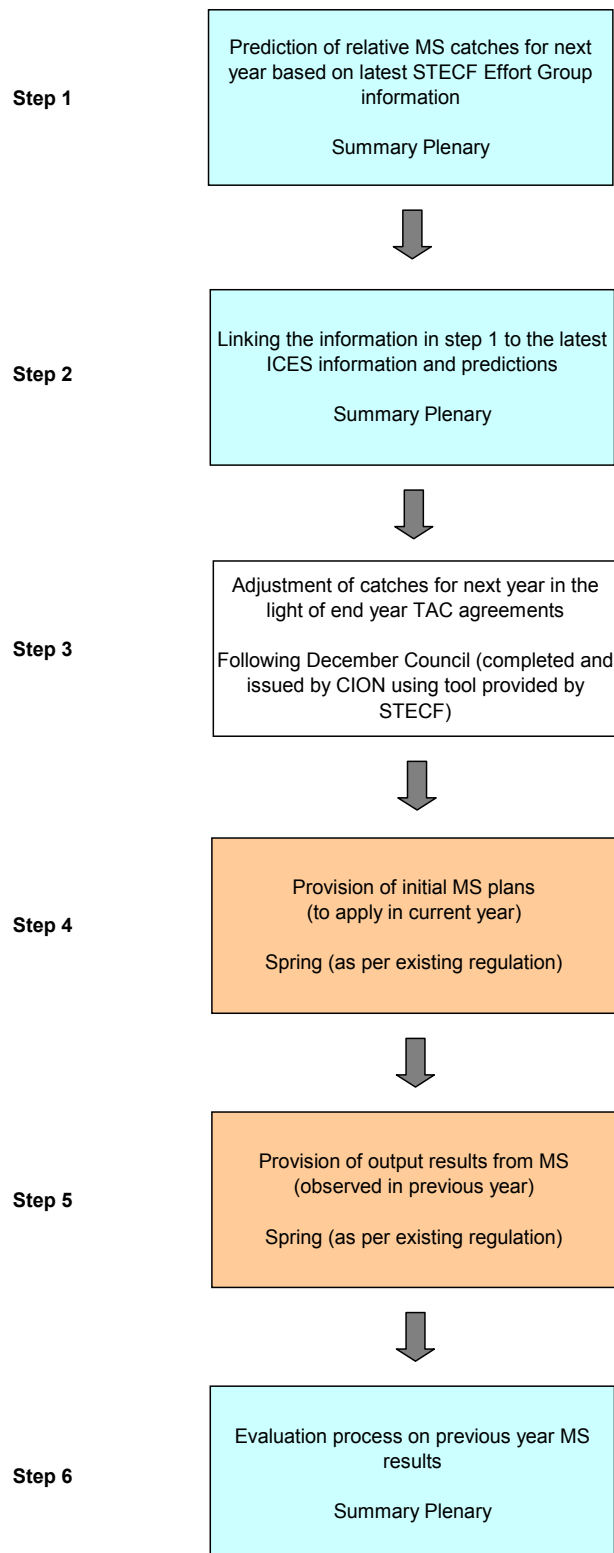 Step 1
Prediction of relative MS catches for next
year based on latest STECF Effort Group
information
Summary Plenary
Step 2
Linking the information in step 1 to the latest
ICES information and predictions
Summary Plenary
Step 3
Adjustment of catches for next year in the
light of end year TAC agreements
Following December Council (completed and
issued by CION using tool provided by
STECF)
Step 4
Provision of initial MS plans
(to apply in current year)
Spring (as per existing regulation)
Step 5
Provision of output results from MS
(observed in previous year)
Spring (as per existing regulation)
Step 6
Evaluation process on previous year MS
results
Summary Plenary